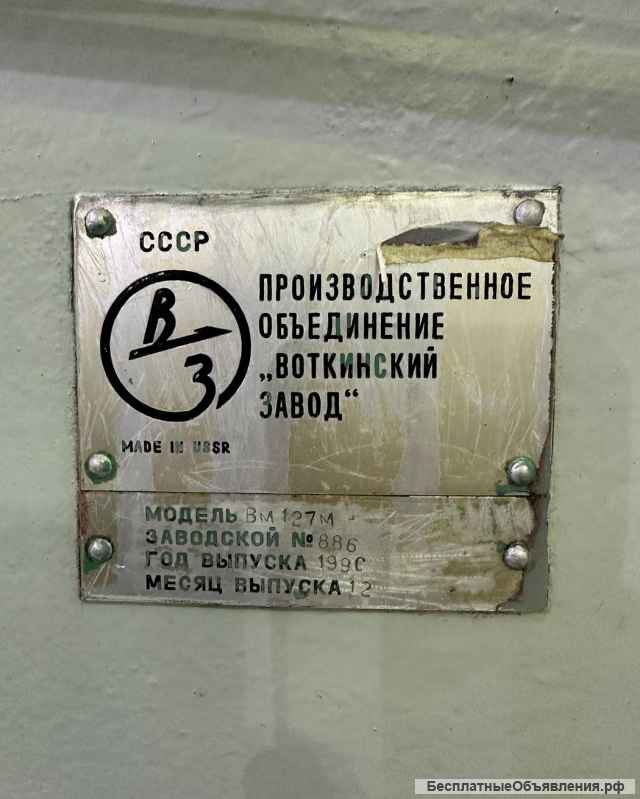 СССР
В
З
ПРОИЗВОДСТВЕННОЕ
ОБЪЕДИНЕНИЕ
„ВОТКИНСКИЙ
ЗАВОД“
MADE IN USSR
МОДЕЛЬ ВМ127М
ЗАВОДСКОЙ № 886
ГОД ВЫПУСКА 1990
МЕСЯЦ ВЫПУСКА 12
БесплатныеОбъявления.рф